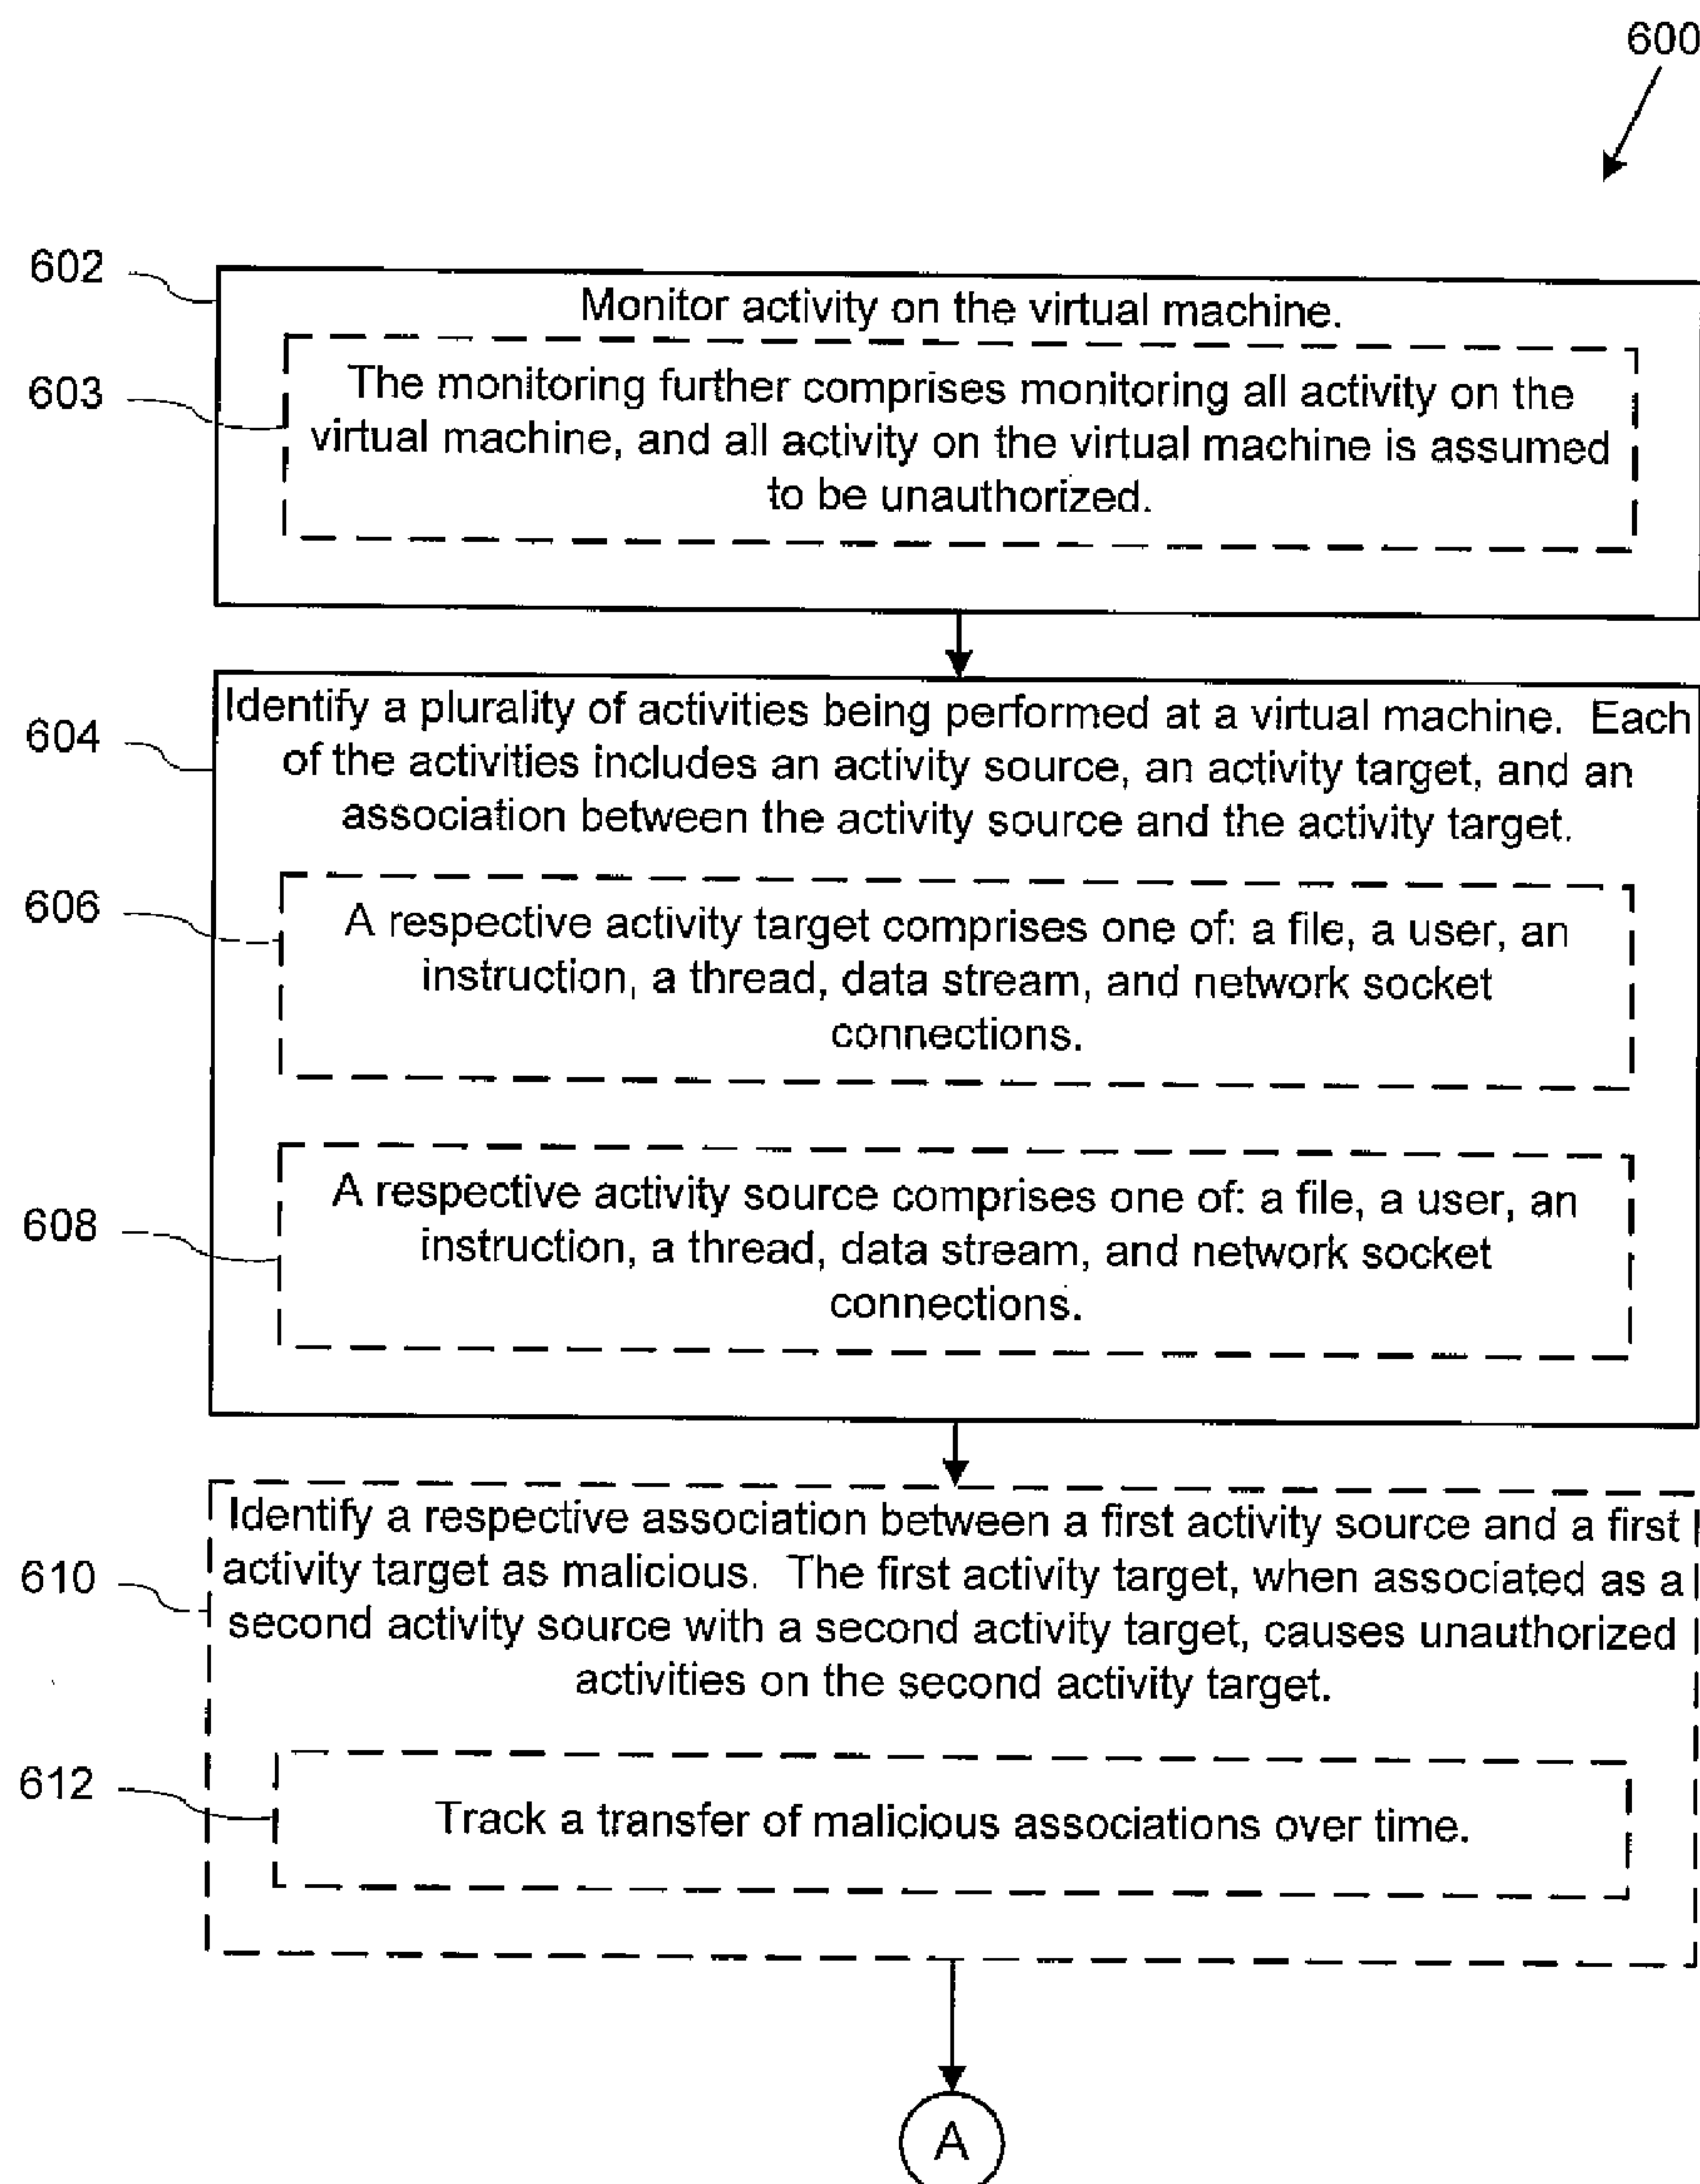 600
602
Monitor activity on the virtual machine.
603
The monitoring further comprises monitoring all activity on the
virtual machine, and all activity on the virtual machine is assumed
to be unauthorized.
604
Identify a plurality of activities being performed at a virtual machine. Each
of the activities includes an activity source, an activity target, and an
association between the activity source and the activity target.
606
A respective activity target comprises one of: a file, a user, an
instruction, a thread, data stream, and network socket
connections.
608
A respective activity source comprises one of: a file, a user, an
instruction, a thread, data stream, and network socket
connections.
610
Identify a respective association between a first activity source and a first
activity target as malicious. The first activity target, when associated as a
second activity source with a second activity target, causes unauthorized
activities on the second activity target.
612
Track a transfer of malicious associations over time.
A